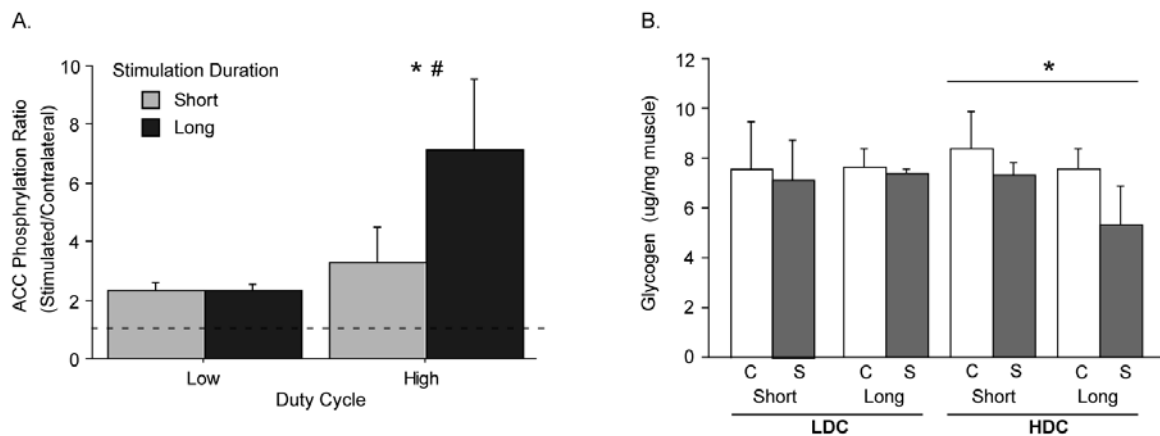 A.
ACC Phosphrylation Ratio
(Stimulated/Contralateral)
10
8
6
4
2
0
Stimulation Duration
Short
Long
* #
Low
High
Duty Cycle
B.
Glycogen (ug/mg muscle)
12
10
8
6
4
2
0
*
C S C S C S C S
Short Long Short Long
LDC HDC